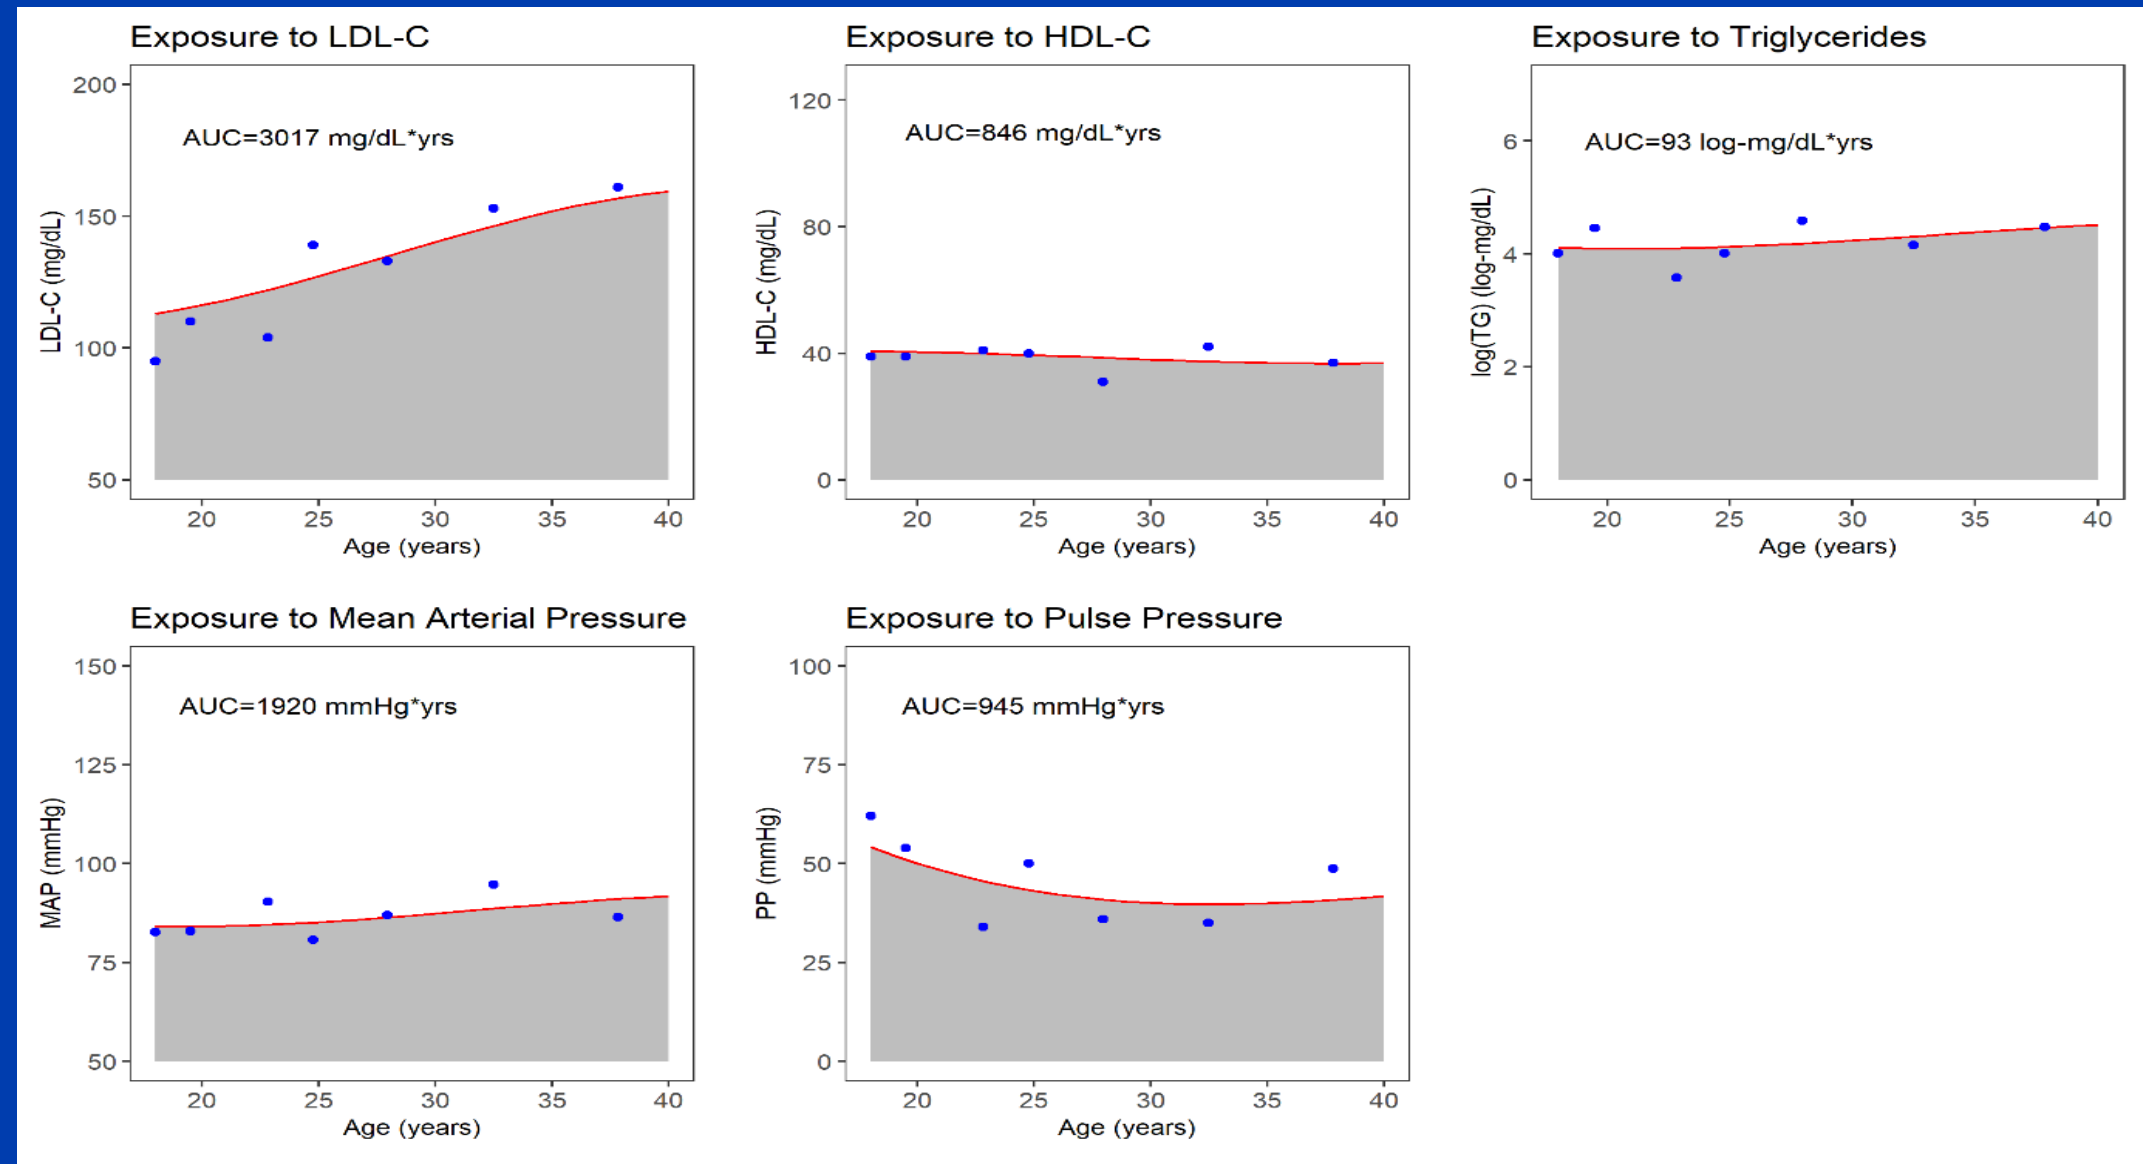 Exposure to LDL-C
AUC=3017 mg/dL*yrs
LDL-C (mg/dL)
200
150
100
50
20 25 30 35 40
Age (years)
Exposure to HDL-C
AUC=846 mg/dL*yrs
HDL-C (mg/dL)
120
80
40
0
20 25 30 35 40
Age (years)
Exposure to Triglycerides
AUC=93 log-mg/dL*yrs
log(TG) (log-mg/dL)
6
4
2
0
20 25 30 35 40
Age (years)
Exposure to Mean Arterial Pressure
AUC=1920 mmHg*yrs
MAP (mmHg)
150
125
100
75
50
20 25 30 35 40
Age (years)
Exposure to Pulse Pressure
AUC=945 mmHg*yrs
PP (mmHg)
100
75
50
25
0
20 25 30 35 40
Age (years)